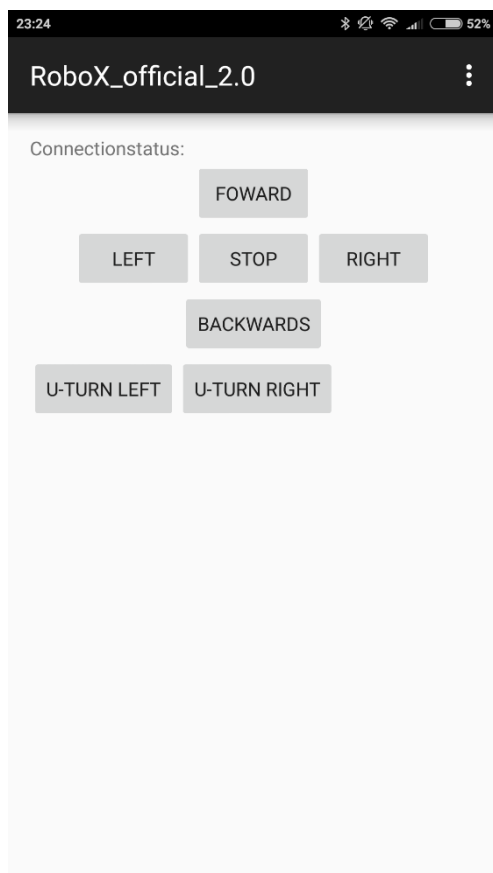 23:24 52%
RoboX_official_2.0
Connectionstatus:
FOWARD
LEFT STOP RIGHT
BACKWARDS
U-TURN LEFT U-TURN RIGHT